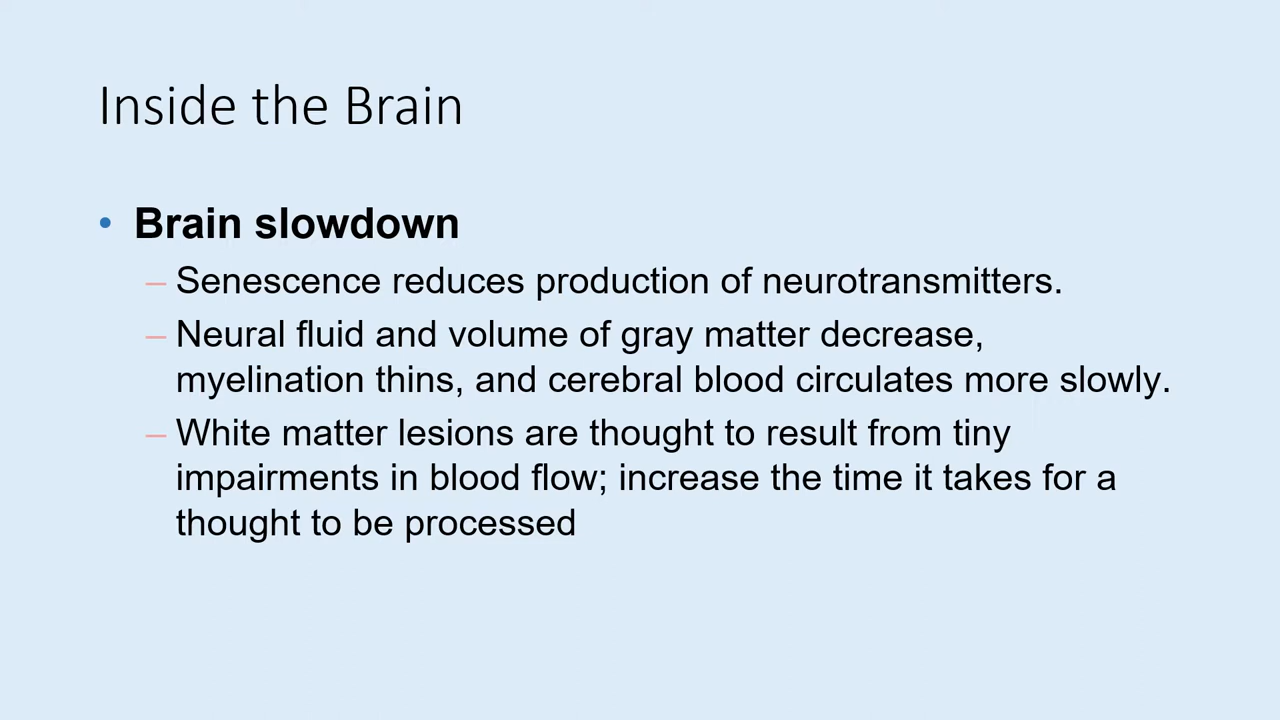 Inside the Brain
• Brain slowdown
– Senescence reduces production of neurotransmitters.
– Neural fluid and volume of gray matter decrease,
myelination thins, and cerebral blood circulates more slowly.
– White matter lesions are thought to result from tiny
impairments in blood flow; increase the time it takes for a
thought to be processed